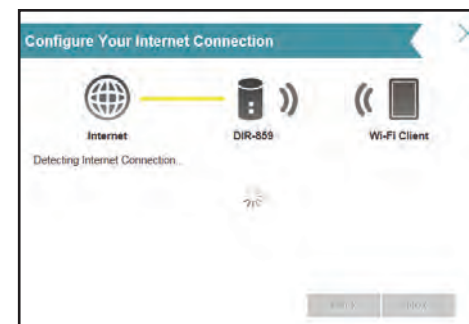 Configure Your Internet Connection
Internet
DIR-859
Wi-Fi Client
Detecting Internet Connection..